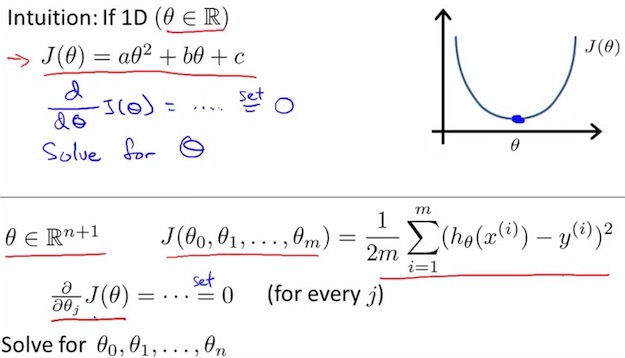 Intuition: If 1D (θ ∈ ℝ)
→ J(θ) = aθ² + bθ + c
d/dθ J(θ) = .... set = 0
Solve for θ
J(θ)
θ
θ ∈ ℝⁿ⁺¹ J(θ₀, θ₁, . . . , θₘ) = 1/2m ∑ᵢ₌₁ᵐ (h_θ(x⁽ⁱ⁾) − y⁽ⁱ⁾)²
∂/∂θⱼ J(θ) = ··· set = 0 (for every j)
Solve for θ₀, θ₁, . . . , θₙ